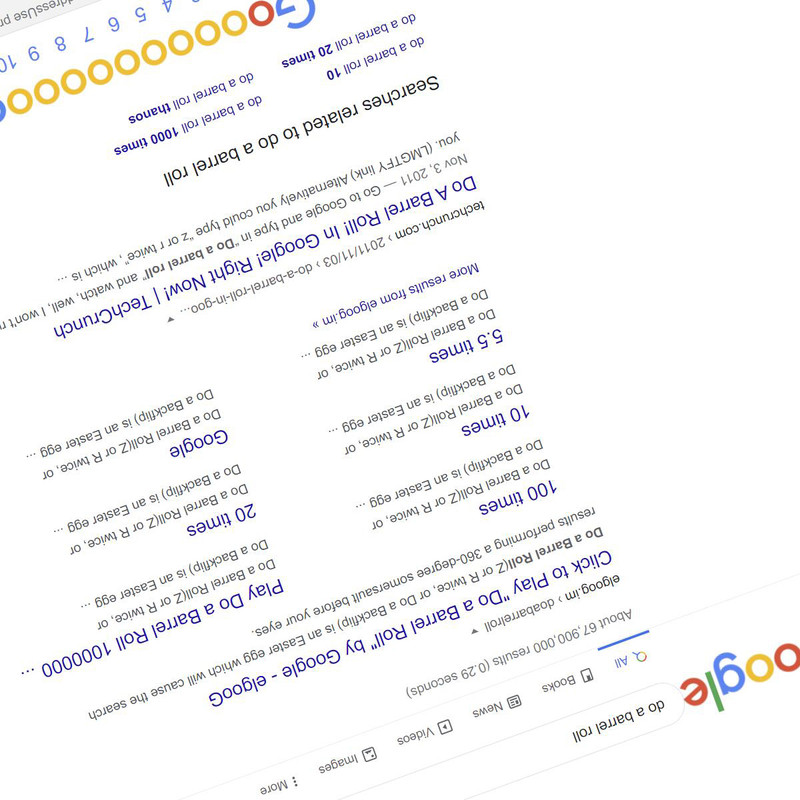 oogle
do a barrel roll
All
Books
News
Videos
Images
More
About 67,900,000 results (0.29 seconds)
elgoog.im › doabarrelroll
Click to Play "Do a Barrel Roll" by Google - elgooG
Do a Barrel Roll(Z or R twice, or Do a Backflip) is an Easter egg which will cause the search
results performing a 360-degree somersault before your eyes.
100 times
Do a Barrel Roll(Z or R twice, or
Do a Backflip) is an Easter egg ...
Play Do a Barrel Roll 1000000 ...
Do a Barrel Roll(Z or R twice, or
Do a Backflip) is an Easter egg ...
10 times
Do a Barrel Roll(Z or R twice, or
Do a Backflip) is an Easter egg ...
20 times
Do a Barrel Roll(Z or R twice, or
Do a Backflip) is an Easter egg ...
5.5 times
Do a Barrel Roll(Z or R twice, or
Do a Backflip) is an Easter egg ...
Google
Do a Barrel Roll(Z or R twice, or
Do a Backflip) is an Easter egg ...
More results from elgoog.im »
techcrunch.com › 2011/11/03 › do-a-barrel-roll-in-goo...
Do A Barrel Roll! In Google! Right Now! | TechCrunch
Nov 3, 2011 — Go to Google and type in "Do a barrel roll" and watch, well, I won't
you. (LMGTFY link) Alternatively you could type "z or r twice", which is ...
Searches related to do a barrel roll
do a barrel roll 10
do a barrel roll 1000 times
do a barrel roll 20 times
do a barrel roll thanos
Goooooooooo
4 5 6 7 8 9 10